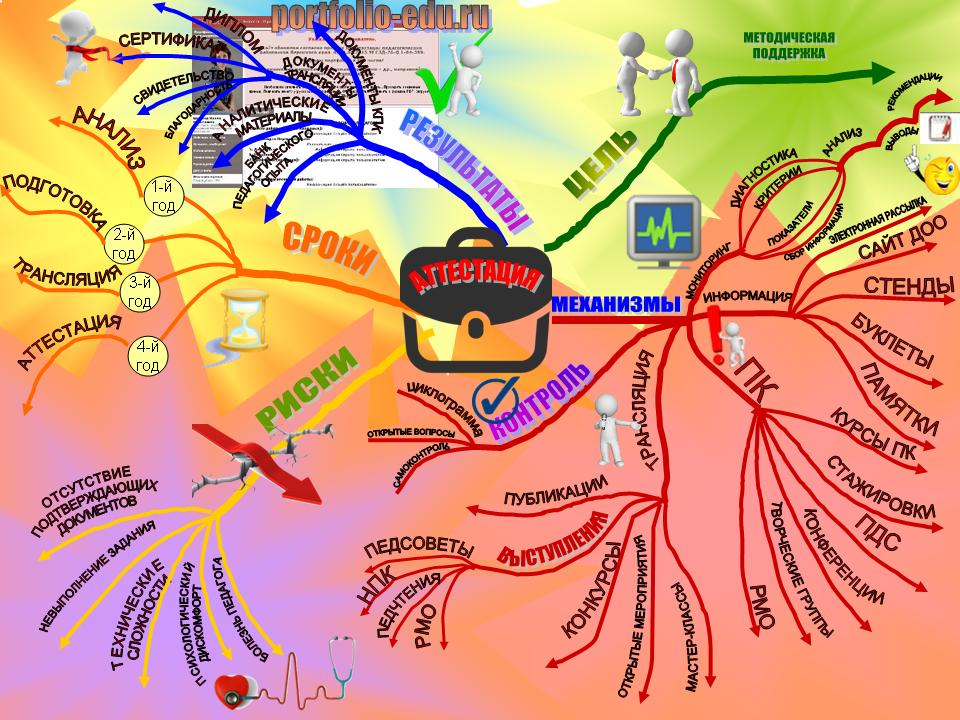 portfolio-edu.ru
ДИПЛОМ
СЕРТИФИКАТ
СВИДЕТЕЛЬСТВО
БЛАГОДАРНОСТЬ
ДОКУМЕНТЫ КПК
ДОКУМЕНТЫ
ТРАНСЛЯЦИИ
АНАЛИТИЧЕСКИЕ
МАТЕРИАЛЫ
БАНК
ПЕДАГОГИЧЕСКОГО
ОПЫТА
РЕЗУЛЬТАТЫ
ЦЕЛЬ
МЕТОДИЧЕСКАЯ
ПОДДЕРЖКА
АНАЛИЗ
1-й
год
ПОДГОТОВКА
2-й
год
ТРАНСЛЯЦИЯ
3-й
год
АТТЕСТАЦИЯ
4-й
год
СРОКИ
АТТЕСТАЦИЯ
МЕХАНИЗМЫ
МОНИТОРИНГ
ДИАГНОСТИКА
КРИТЕРИИ
ПОКАЗАТЕЛИ
СБОР ИНФОРМАЦИИ
АНАЛИЗ
ВЫВОДЫ
РЕКОМЕНДАЦИИ
ИНФОРМАЦИЯ
ЭЛЕКТРОННАЯ РАССЫЛКА
САЙТ ДОО
СТЕНДЫ
БУКЛЕТЫ
ПАМЯТКИ
ПК
КУРСЫ ПК
СТАЖИРОВКИ
ПДС
КОНФЕРЕНЦИИ
ТВОРЧЕСКИЕ ГРУППЫ
РМО
ТРАНСЛЯЦИЯ
ПУБЛИКАЦИИ
ВЫСТУПЛЕНИЯ
ПЕДСОВЕТЫ
НПК
ПЕДЧТЕНИЯ
РМО
КОНКУРСЫ
ОТКРЫТЫЕ МЕРОПРИЯТИЯ
МАСТЕР-КЛАССЫ
КОНТРОЛЬ
ЦИКЛОГРАММА
ОТКРЫТЫЕ ВОПРОСЫ
САМОКОНТРОЛЬ
РИСКИ
ОТСУТСТВИЕ
ПОДТВЕРЖДАЮЩИХ
ДОКУМЕНТОВ
НЕВЫПОЛНЕНИЕ ЗАДАНИЯ
ТЕХНИЧЕСКИЕ
СЛОЖНОСТИ
ПСИХОЛОГИЧЕСКИЙ
ДИСКОМФОРТ
БОЛЕЗНЬ ПЕДАГОГА